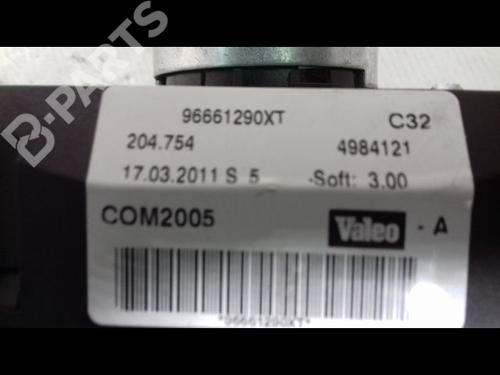 B-PARTS
96661290XT C32
204.754 4984121
17.03.2011 S 5 -Soft: 3.00
COM2005 Valeo - A
*96661290XT*